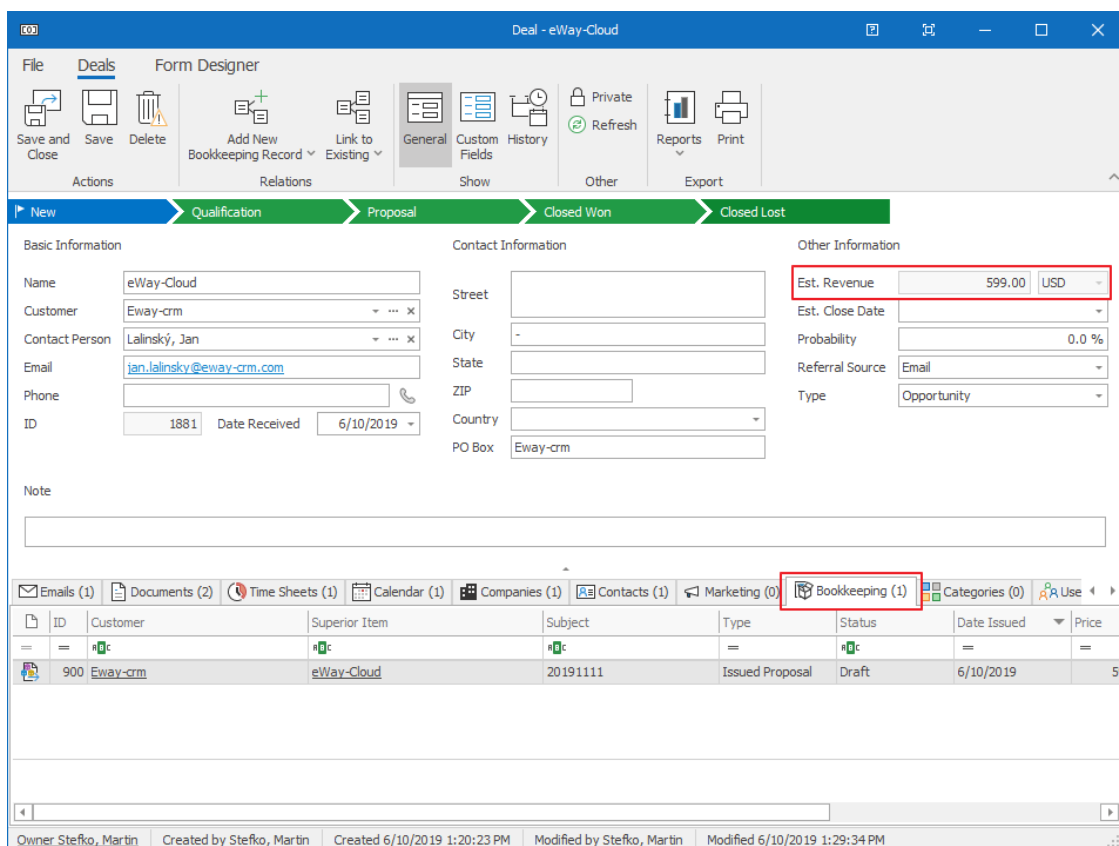 Deal - eWay-Cloud
File Deals Form Designer
Save and Close Save Delete Add New Bookkeeping Record Link to Existing General Custom Fields History Private Refresh Reports Print
Actions Relations Show Other Export
New Qualification Proposal Closed Won Closed Lost
Basic Information Contact Information Other Information
Name eWay-Cloud Street Est. Revenue 599.00 USD
Customer Eway-crm Est. Close Date
Contact Person Lalinský, Jan City - Probability 0.0 %
Email jan.lalinsky@eway-crm.com State Referral Source Email
Phone ZIP Type Opportunity
ID 1881 Date Received 6/10/2019 Country
PO Box Eway-crm
Note
Emails (1) Documents (2) Time Sheets (1) Calendar (1) Companies (1) Contacts (1) Marketing (0) Bookkeeping (1) Categories (0) Use
ID Customer Superior Item Subject Type Status Date Issued Price
= = ABC ABC ABC = ABC = =
900 Eway-crm eWay-Cloud 20191111 Issued Proposal Draft 6/10/2019 5
Owner Stefko, Martin Created by Stefko, Martin Created 6/10/2019 1:20:23 PM Modified by Stefko, Martin Modified 6/10/2019 1:29:34 PM